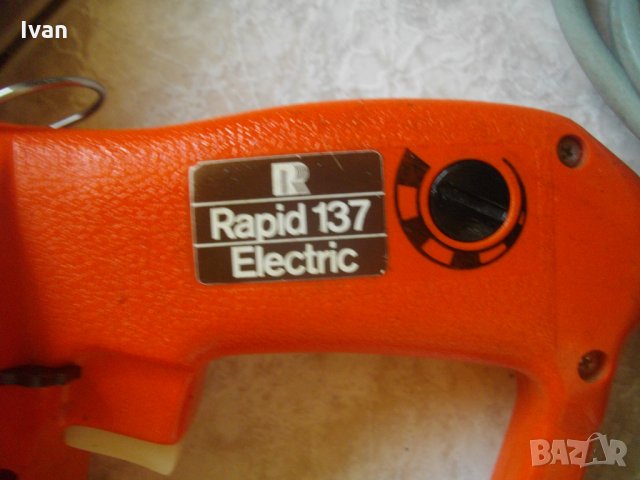 Ivan
R
Rapid 137
Electric
BAZAR